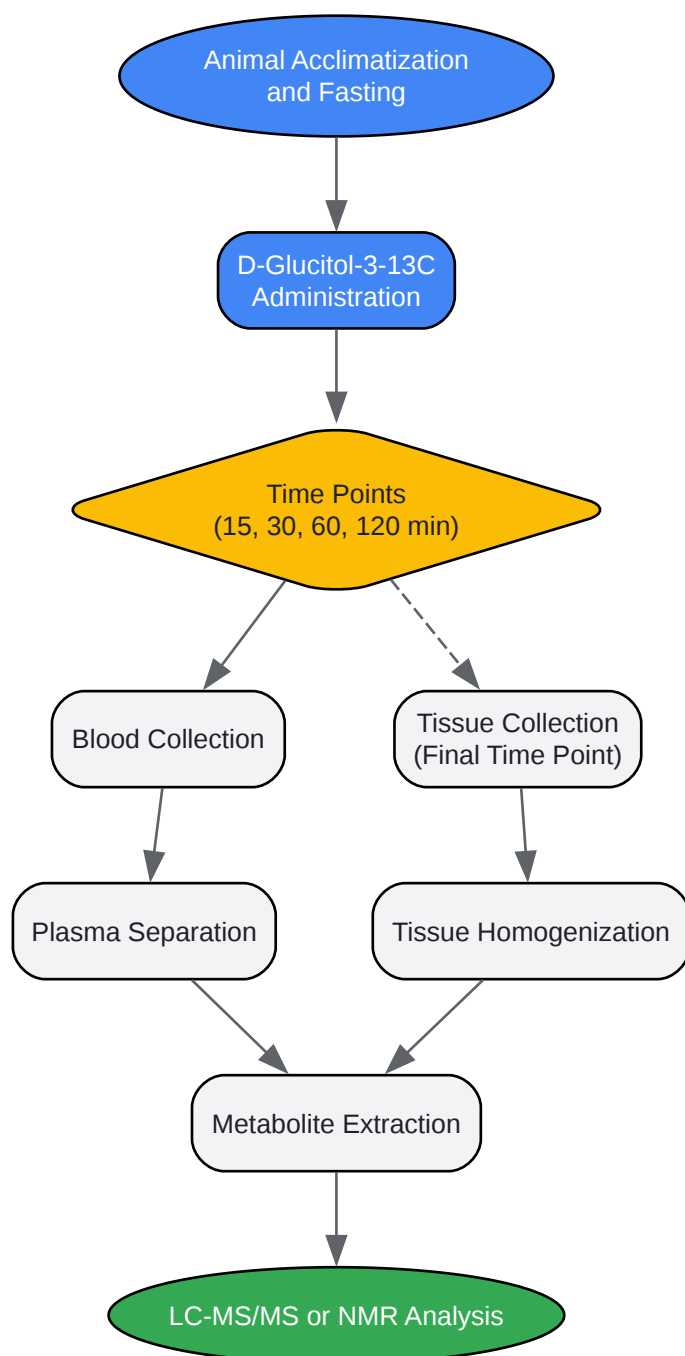 Animal Acclimatization
and Fasting
D-Glucitol-3-13C
Administration
Time Points
(15, 30, 60, 120 min)
Blood Collection
Tissue Collection
(Final Time Point)
Plasma Separation
Tissue Homogenization
Metabolite Extraction
LC-MS/MS or NMR Analysis